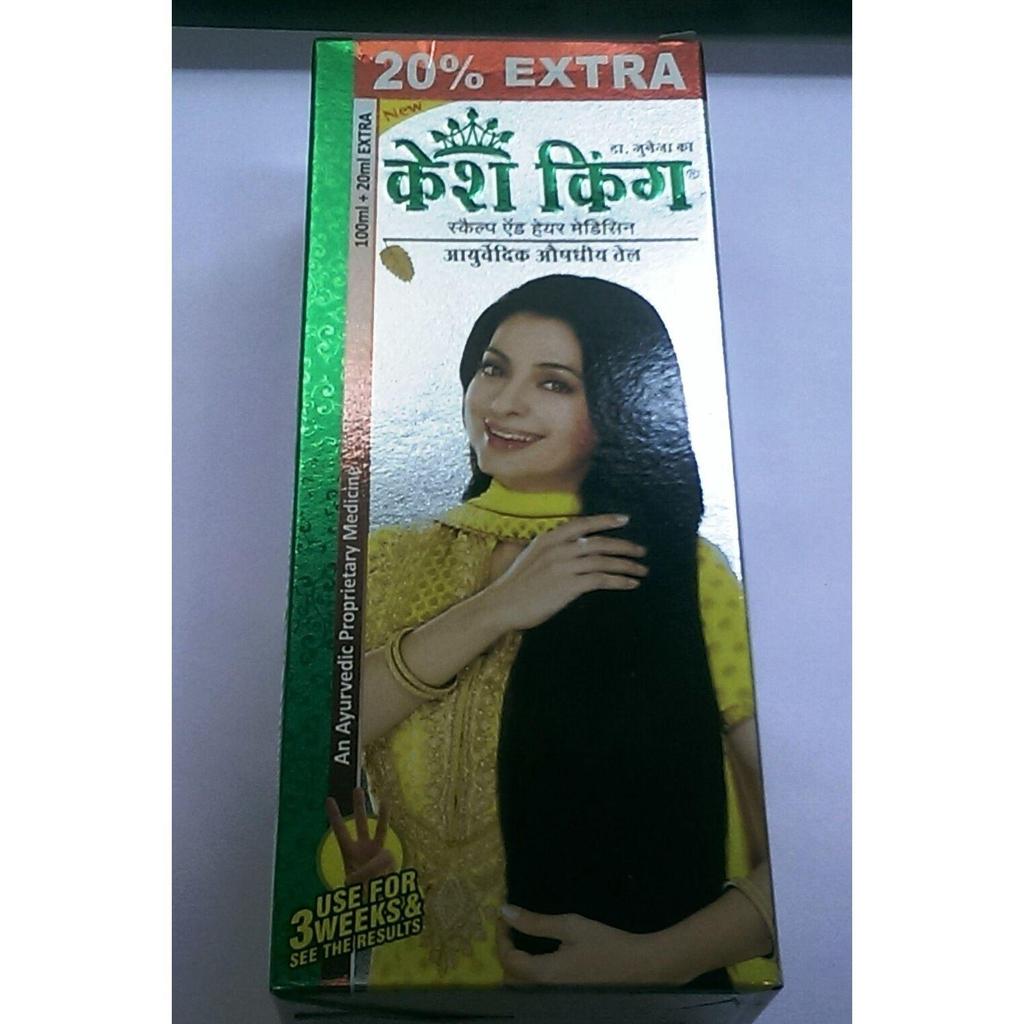 20% EXTRA
New
डा. जुनेजा का
केश किंग®
स्कैल्प ऐंड हेयर मेडिसिन
आयुर्वेदिक औषधीय तेल
100ml + 20ml EXTRA
An Ayurvedic Proprietary Medicine
USE FOR
3 WEEKS &
SEE THE RESULTS